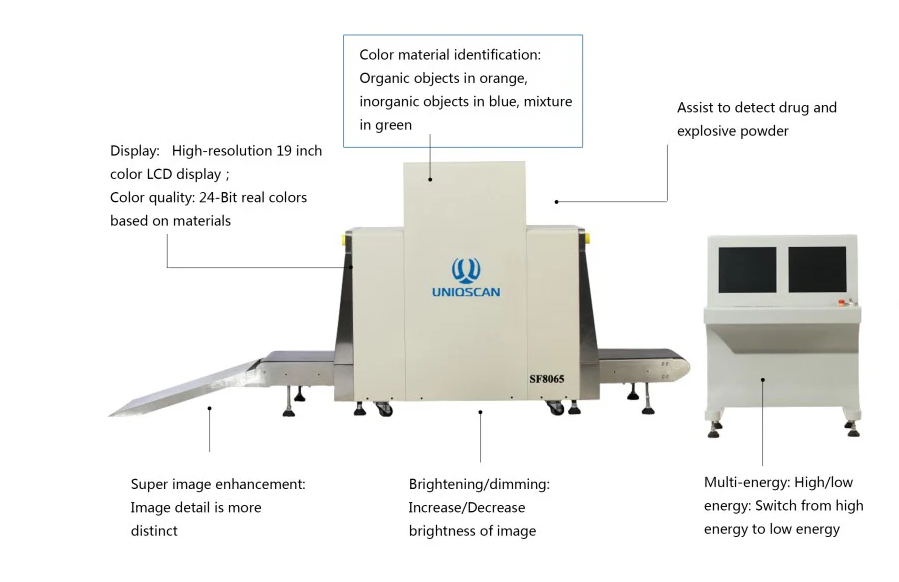 Color material identification:
Organic objects in orange,
inorganic objects in blue, mixture
in green
Assist to detect drug and
explosive powder
Display: High-resolution 19 inch
color LCD display ;
Color quality: 24-Bit real colors
based on materials
UNIQSCAN
SF8065
Super image enhancement:
Image detail is more
distinct
Brightening/dimming:
Increase/Decrease
brightness of image
Multi-energy: High/low
energy: Switch from high
energy to low energy